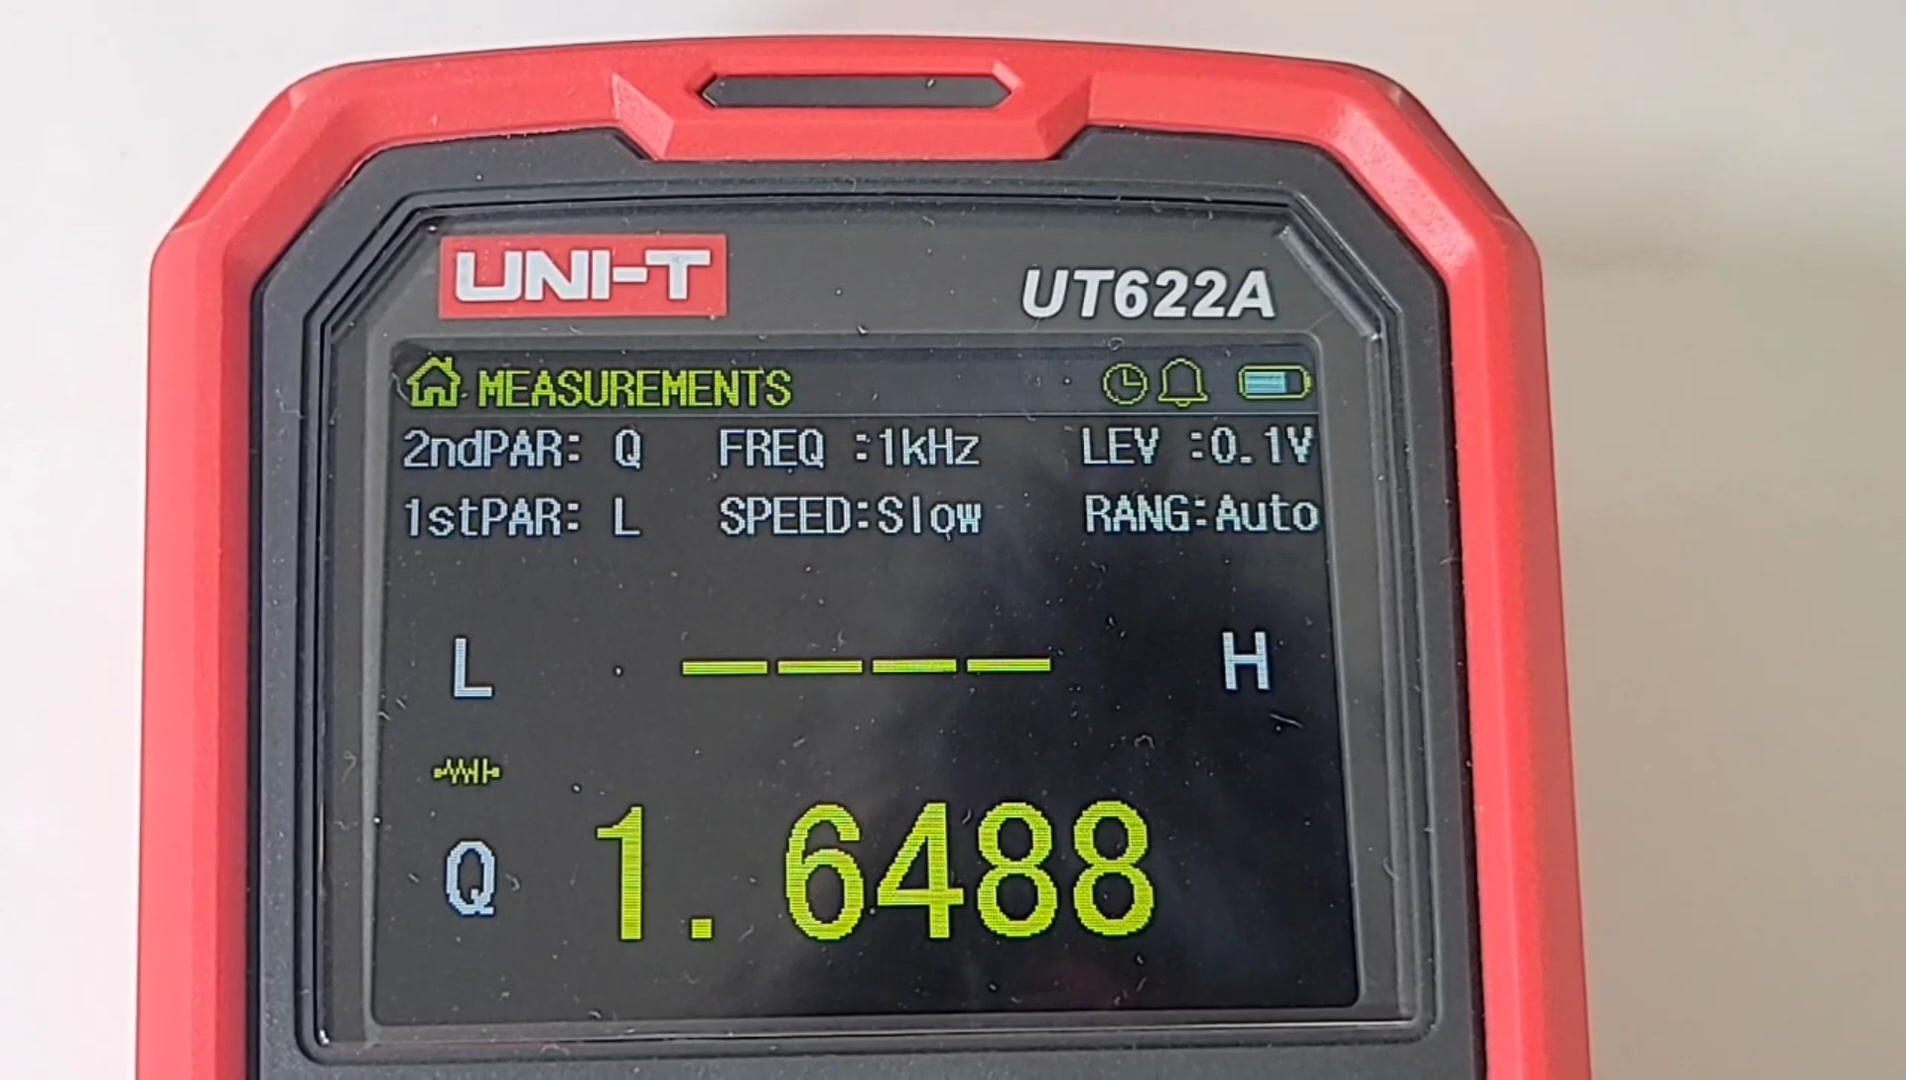 UNI-T
UT622A
MEASUREMENTS
2ndPAR: Q FREQ :1kHz LEV :0.1V
1stPAR: L SPEED:Slow RANG:Auto
L ---- H
Q 1.6488